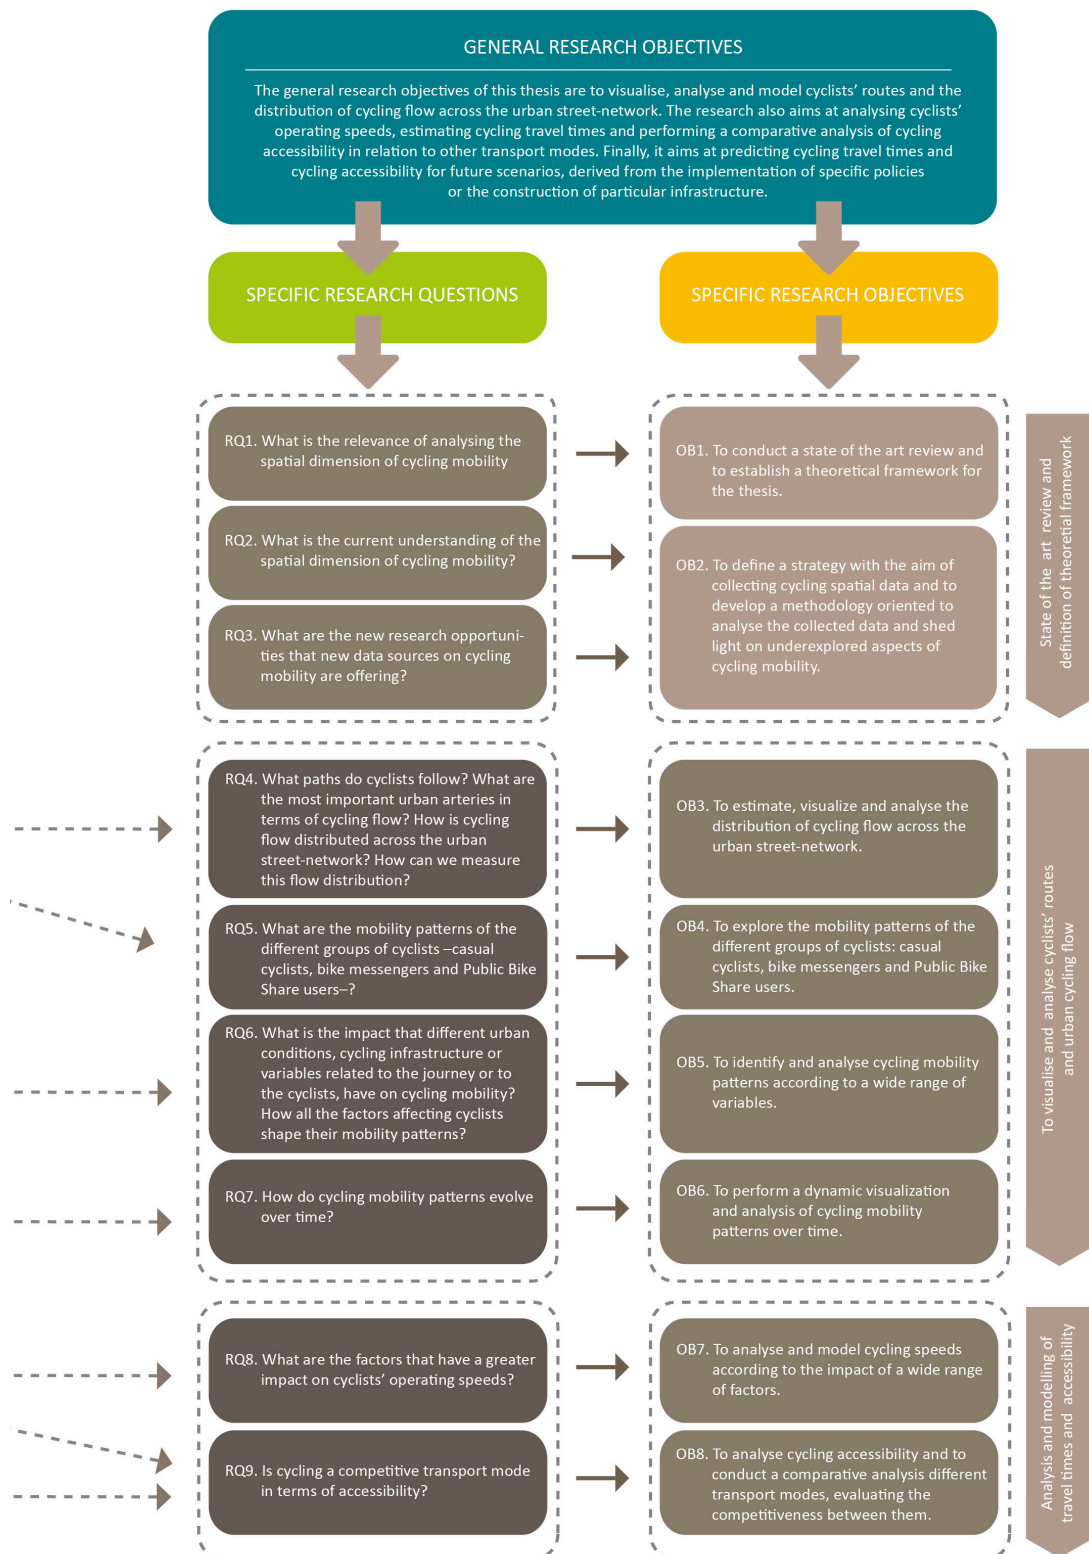 GENERAL RESEARCH OBJECTIVES
The general research objectives of this thesis are to visualise, analyse and model cyclists’ routes and the
distribution of cycling flow across the urban street-network. The research also aims at analysing cyclists’
operating speeds, estimating cycling travel times and performing a comparative analysis of cycling
accessibility in relation to other transport modes. Finally, it aims at predicting cycling travel times and
cycling accessibility for future scenarios, derived from the implementation of specific policies
or the construction of particular infrastructure.
SPECIFIC RESEARCH QUESTIONS
SPECIFIC RESEARCH OBJECTIVES
RQ1. What is the relevance of analysing the
spatial dimension of cycling mobility
OB1. To conduct a state of the art review and
to establish a theoretical framework for
the thesis.
RQ2. What is the current understanding of the
spatial dimension of cycling mobility?
OB2. To define a strategy with the aim of
collecting cycling spatial data and to
develop a methodology oriented to
analyse the collected data and shed
light on underexplored aspects of
cycling mobility.
RQ3. What are the new research opportuni-
ties that new data sources on cycling
mobility are offering?
State of the art review and
definition of theoretial framework
RQ4. What paths do cyclists follow? What are
the most important urban arteries in
terms of cycling flow? How is cycling
flow distributed across the urban
street-network? How can we measure
this flow distribution?
OB3. To estimate, visualize and analyse the
distribution of cycling flow across the
urban street-network.
RQ5. What are the mobility patterns of the
different groups of cyclists –casual
cyclists, bike messengers and Public Bike
Share users–?
OB4. To explore the mobility patterns of the
different groups of cyclists: casual
cyclists, bike messengers and Public Bike
Share users.
RQ6. What is the impact that different urban
conditions, cycling infrastructure or
variables related to the journey or to
the cyclists, have on cycling mobility?
How all the factors affecting cyclists
shape their mobility patterns?
OB5. To identify and analyse cycling mobility
patterns according to a wide range of
variables.
RQ7. How do cycling mobility patterns evolve
over time?
OB6. To perform a dynamic visualization
and analysis of cycling mobility
patterns over time.
To visualise and analyse cyclists’ routes
and urban cycling flow
RQ8. What are the factors that have a greater
impact on cyclists’ operating speeds?
OB7. To analyse and model cycling speeds
according to the impact of a wide range
of factors.
RQ9. Is cycling a competitive transport mode
in terms of accessibility?
OB8. To analyse cycling accessibility and to
conduct a comparative analysis different
transport modes, evaluating the
competitiveness between them.
Analysis and modelling of
travel times and accessibility